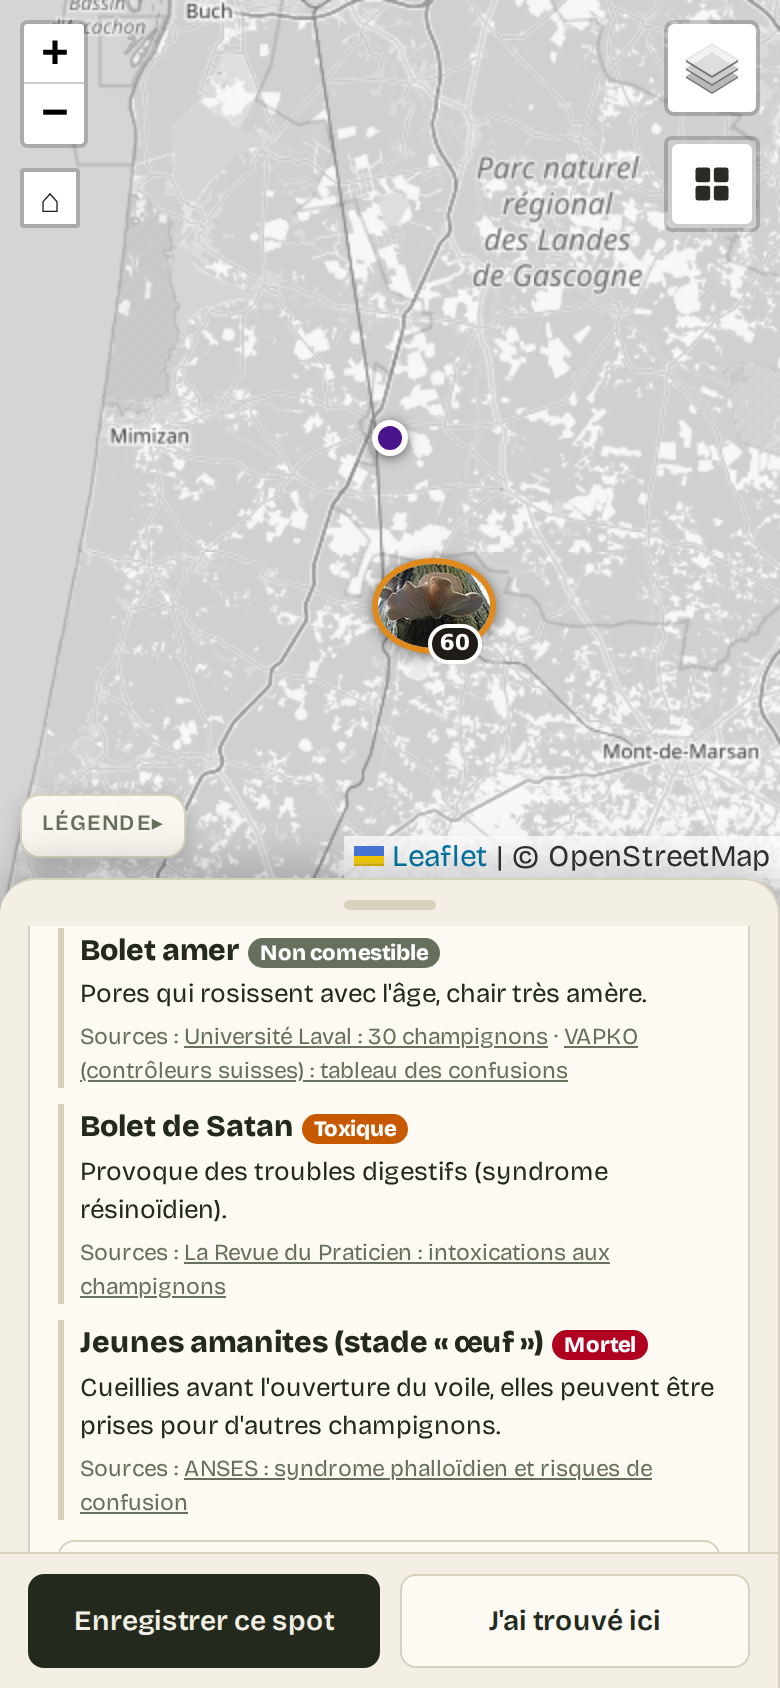 Bassin
d'Arcachon
Buch
+
−
Parc naturel
régional
des Landes
de Gascogne
Mimizan
60
Mont-de-Marsan
LÉGENDE▸
Leaflet | © OpenStreetMap
Bolet amer Non comestible
Pores qui rosissent avec l'âge, chair très amère.
Sources : Université Laval : 30 champignons · VAPKO
(contrôleurs suisses) : tableau des confusions
Bolet de Satan Toxique
Provoque des troubles digestifs (syndrome
résinoïdien).
Sources : La Revue du Praticien : intoxications aux
champignons
Jeunes amanites (stade « œuf ») Mortel
Cueillies avant l'ouverture du voile, elles peuvent être
prises pour d'autres champignons.
Sources : ANSES : syndrome phalloïdien et risques de
confusion
Enregistrer ce spot
J'ai trouvé ici